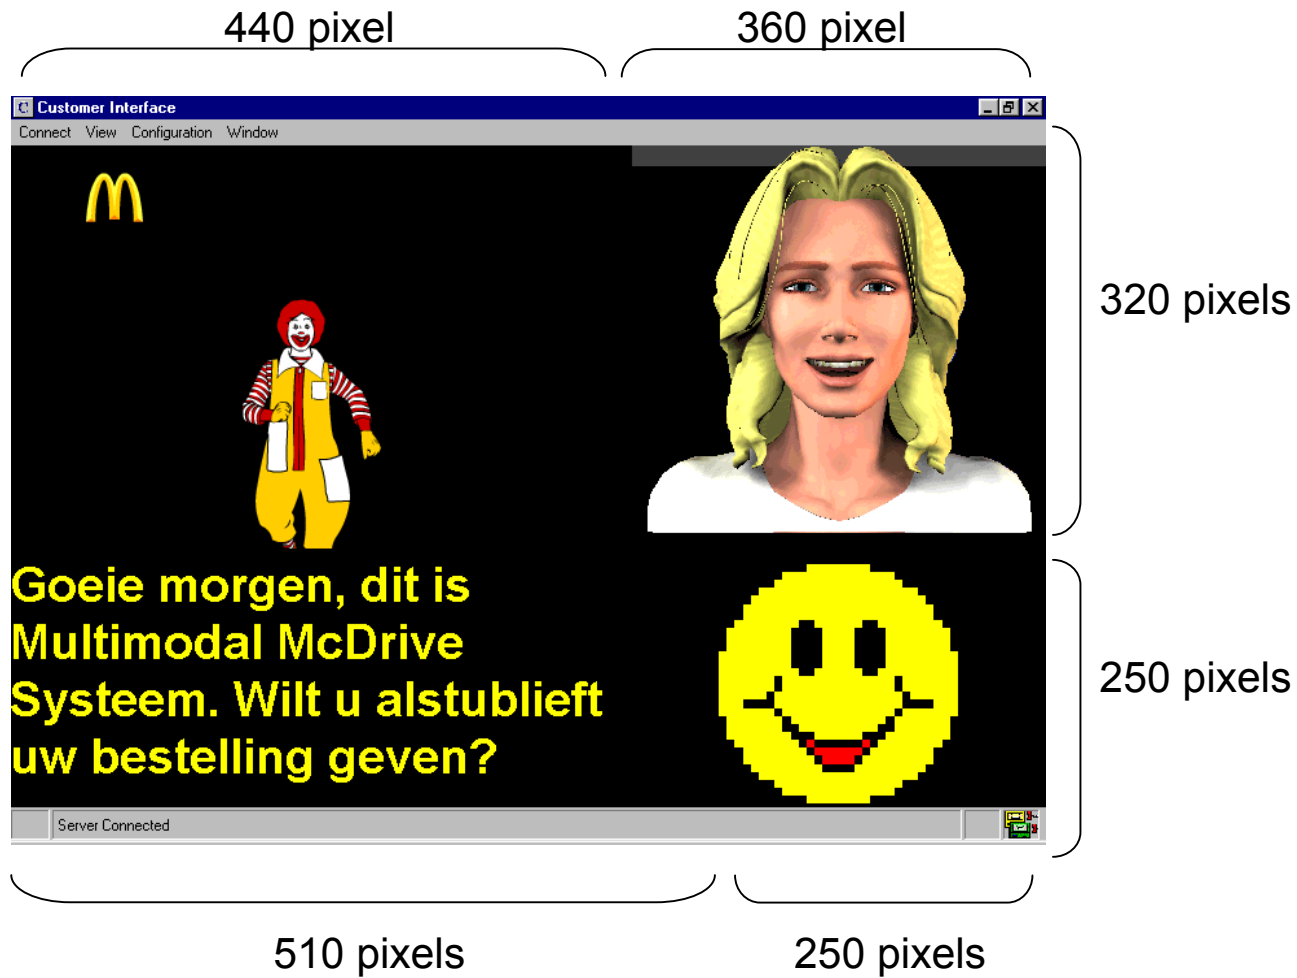 440 pixel
360 pixel
Customer Interface
Connect View Configuration Window
M
320 pixels
Goeie morgen, dit is
Multimodal McDrive
Systeem. Wilt u alstublieft
uw bestelling geven?
250 pixels
Server Connected
510 pixels
250 pixels